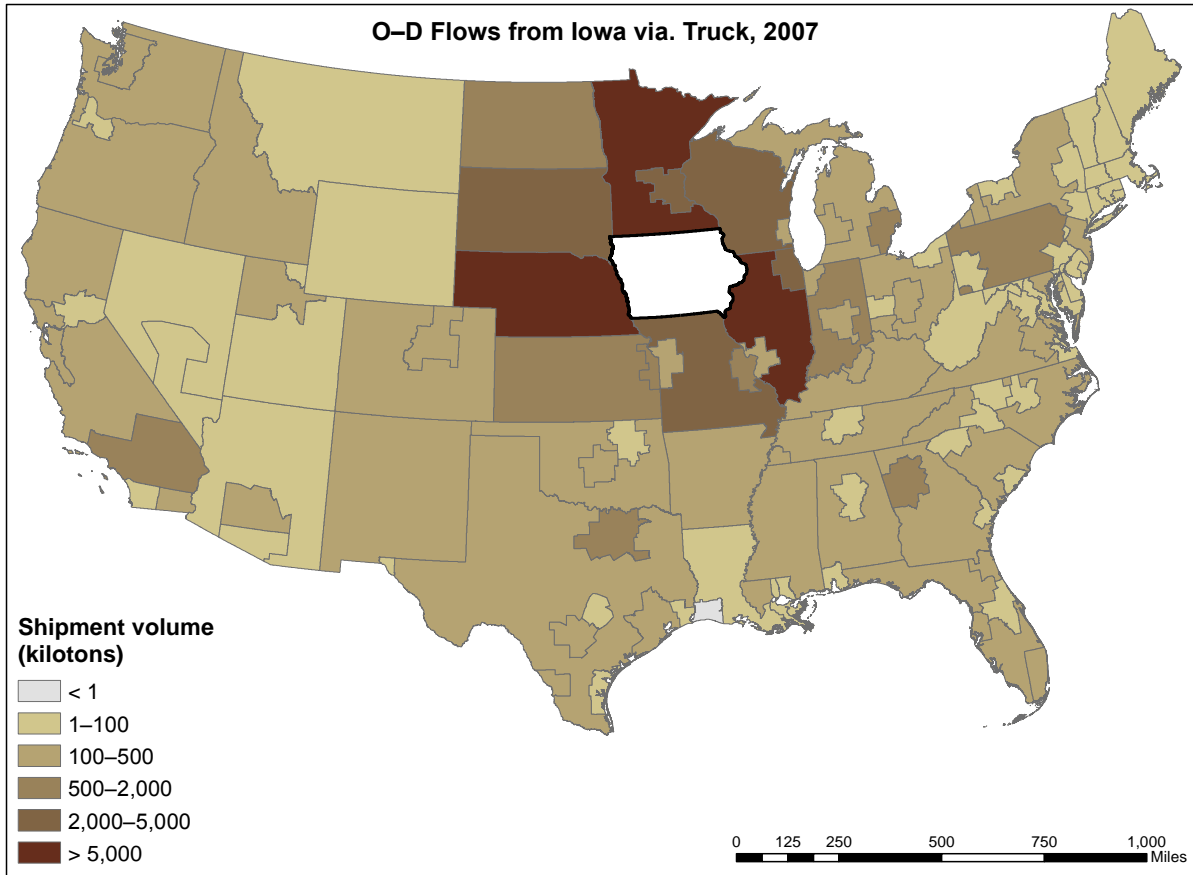 O–D Flows from Iowa via. Truck, 2007
Shipment volume
(kilotons)
< 1
1–100
100–500
500–2,000
2,000–5,000
> 5,000
0 125 250 500 750 1,000
Miles